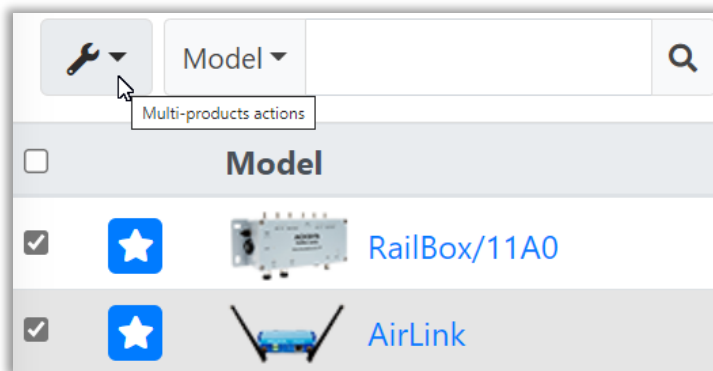 Model
Multi-products actions
Model
RailBox/11A0
AirLink